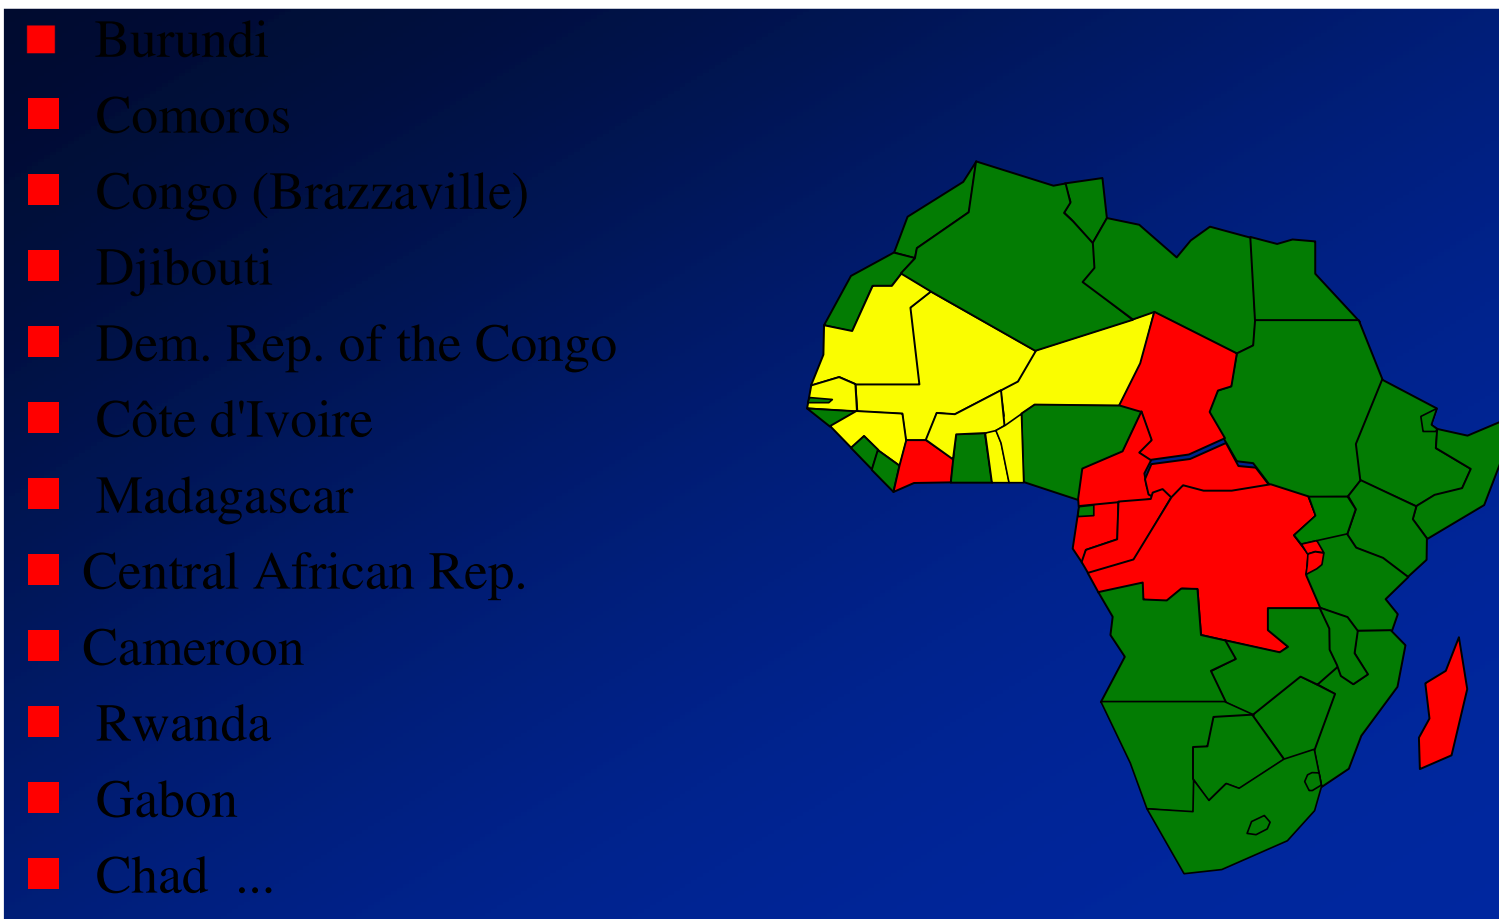 Burundi
Comoros
Congo (Brazzaville)
Djibouti
Dem. Rep. of the Congo
Côte d'Ivoire
Madagascar
Central African Rep.
Cameroon
Rwanda
Gabon
Chad ...